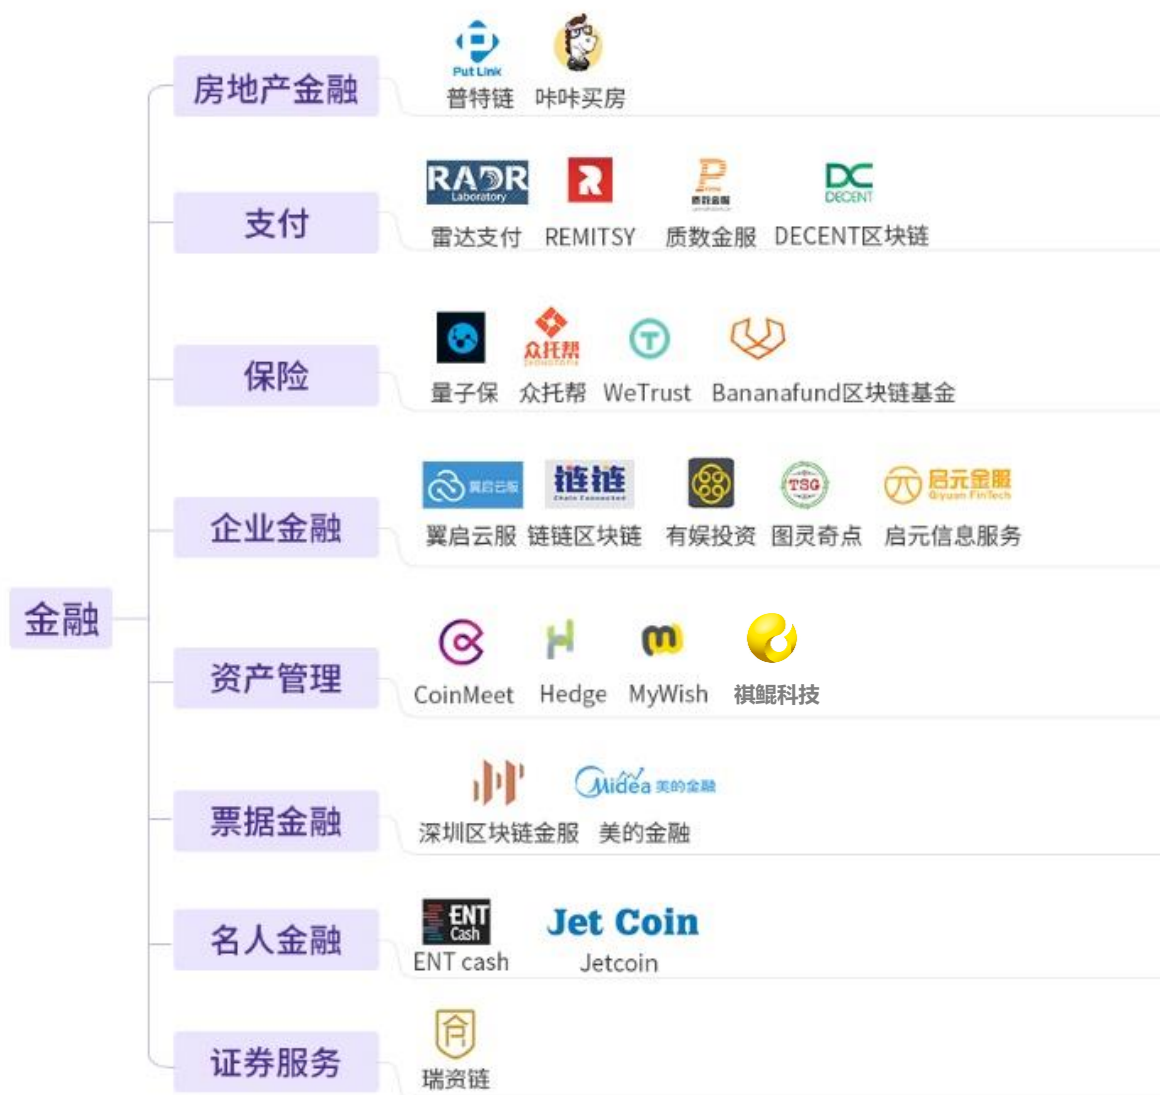 房地产金融
Put Link
普特链 咔咔买房
支付
RADR
Laboratory
R
P
质数金服
DC
DECENT
雷达支付 REMITSY 质数金服 DECENT区块链
保险
众托帮
T
量子保 众托帮 WeTrust Bananafund区块链基金
企业金融
翼启云服
链链
Chain Connected
TSG
启元金服
Qiyuan FinTech
翼启云服 链链区块链 有娱投资 图灵奇点 启元信息服务
金融
资产管理
CoinMeet Hedge MyWish 祺鲲科技
票据金融
Midea 美的金融
深圳区块链金服 美的金融
名人金融
ENT
Cash
Jet Coin
ENT cash Jetcoin
证券服务
瑞资链